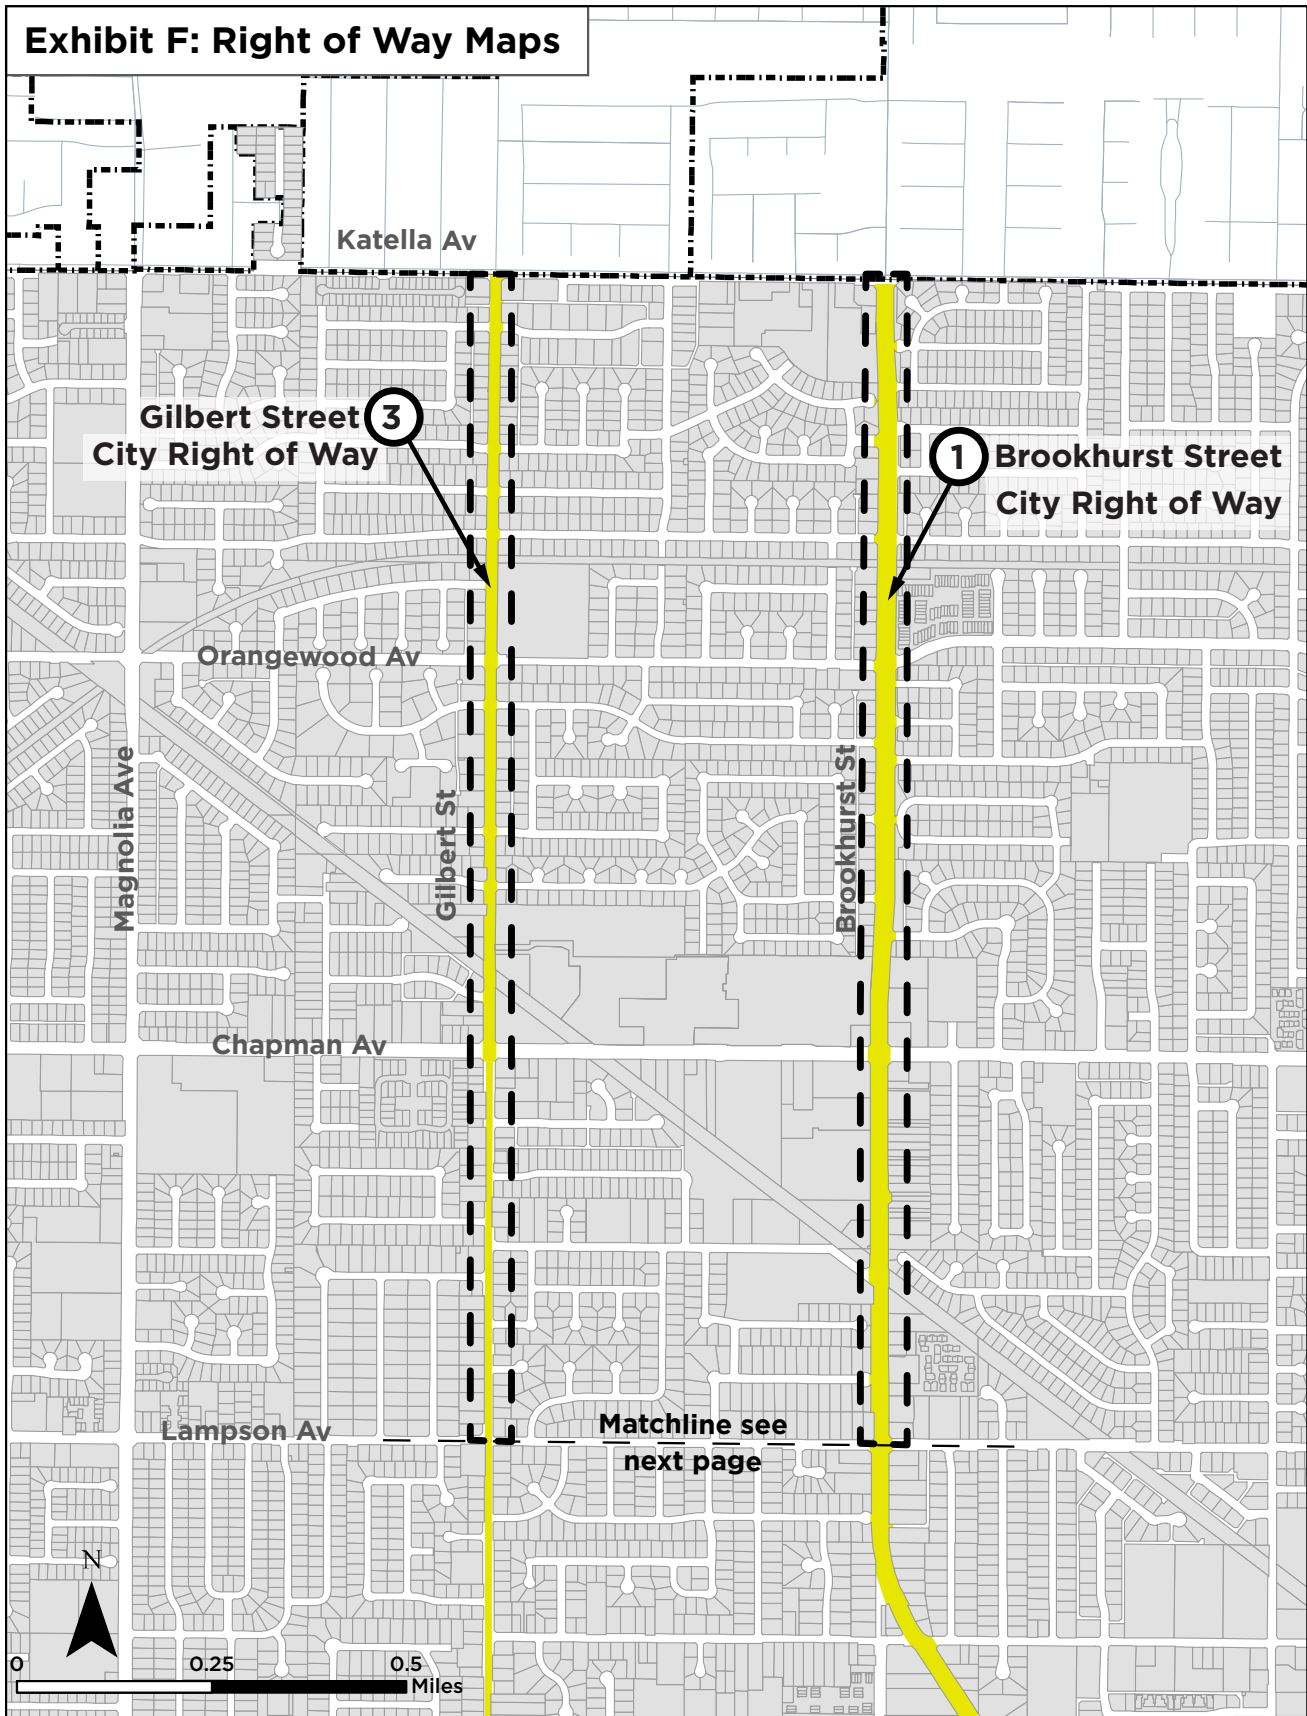 Exhibit F: Right of Way Maps
Katella Av
Gilbert Street
City Right of Way
3
1
Brookhurst Street
City Right of Way
Orangewood Av
Magnolia Ave
Gilbert St
Brookhurst St
Chapman Av
Lampson Av
Matchline see
next page
N
0 0.25 0.5
Miles